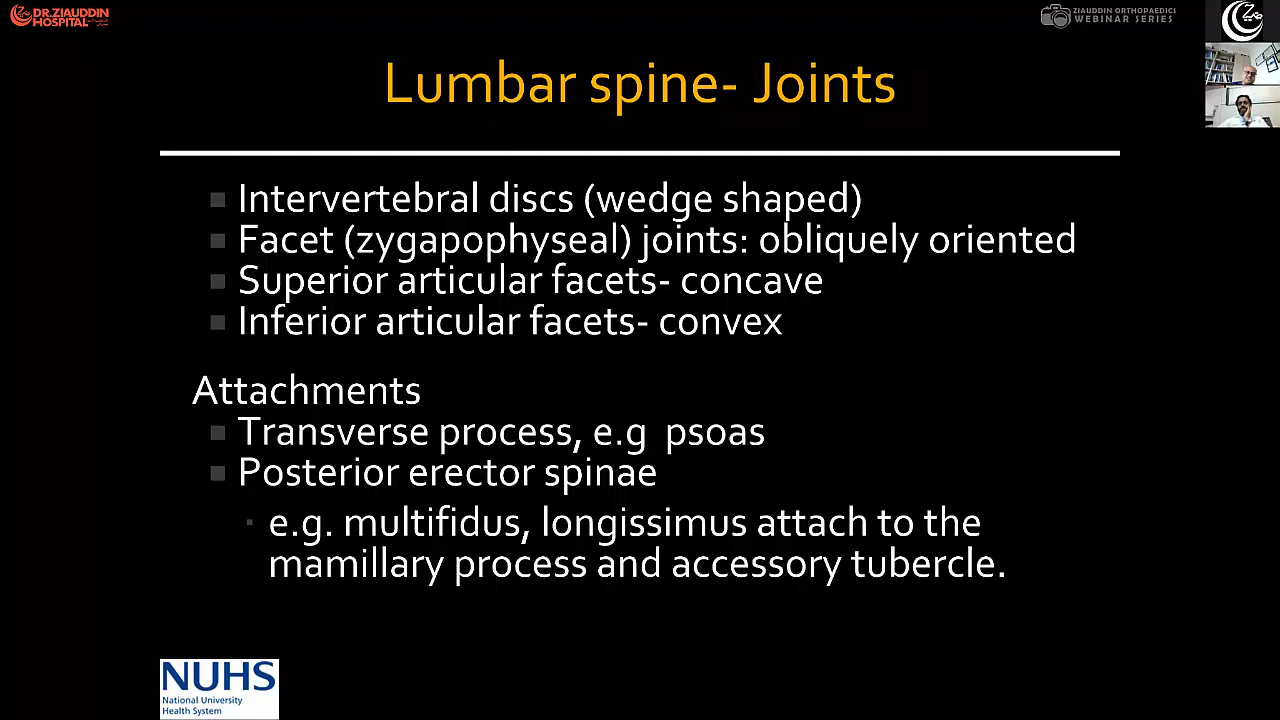 DR.ZIAUDDIN
HOSPITAL
ZIAUDDIN ORTHOPAEDICS
WEBINAR SERIES
Lumbar spine- Joints
Intervertebral discs (wedge shaped)
Facet (zygapophyseal) joints: obliquely oriented
Superior articular facets- concave
Inferior articular facets- convex
Attachments
Transverse process, e.g psoas
Posterior erector spinae
e.g. multifidus, longissimus attach to the
mamillary process and accessory tubercle.
NUHS
National University
Health System